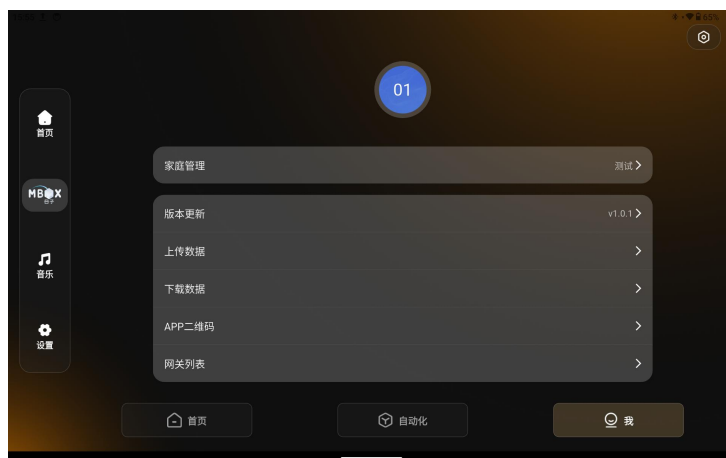 65%
01
首页
家庭管理
测试
MBOX
版本更新
v1.0.1
上传数据
音乐
下载数据
APP二维码
设置
网关列表
首页
自动化
我